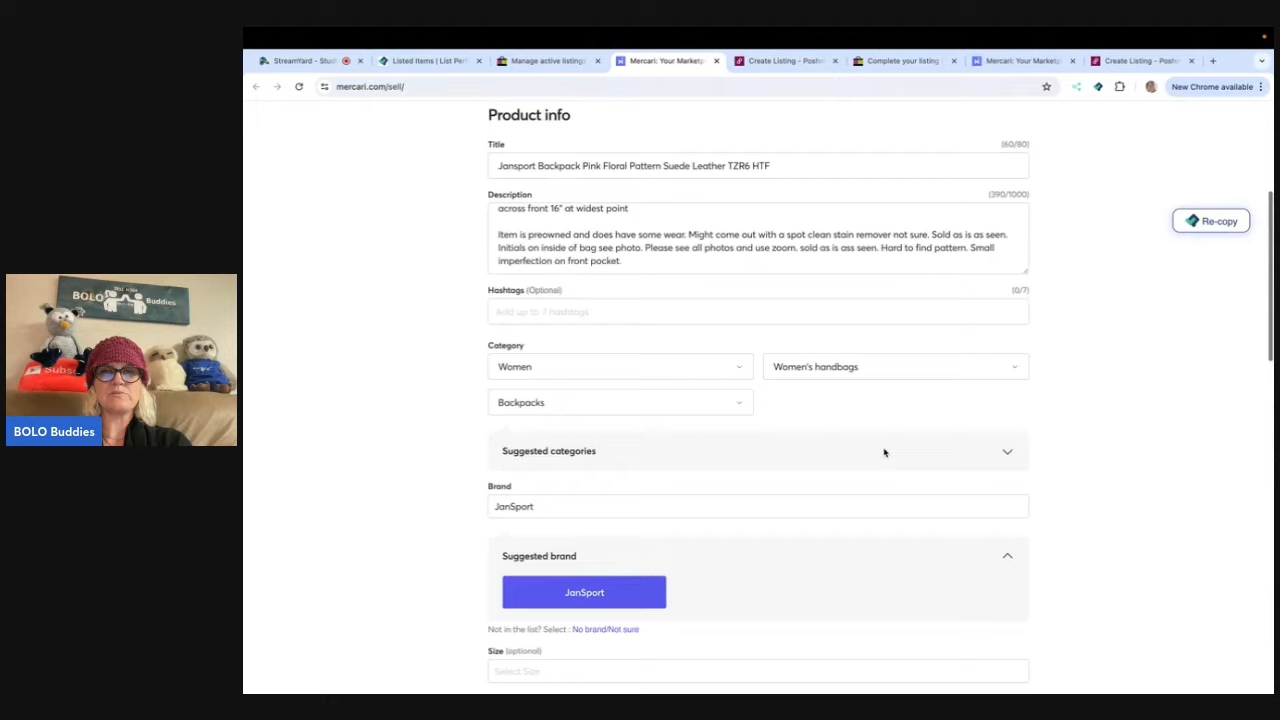 StreamYard - Stud
Listed Items | List Per
Manage active listings
Mercari: Your Marketp
Create Listing - Poshm
Complete your listing
Mercari: Your Marketp
Create Listing - Poshm
mercari.com/sell/
New Chrome available
Product info
Title
(60/80)
Jansport Backpack Pink Floral Pattern Suede Leather TZR6 HTF
Description
(390/1000)
across front 16" at widest point
Item is preowned and does have some wear. Might come out with a spot clean stain remover not sure. Sold as is as seen.
Initials on inside of bag see photo. Please see all photos and use zoom. sold as is ass seen. Hard to find pattern. Small
imperfection on front pocket.
Re-copy
Hashtags (Optional)
(0/7)
Add up to 7 hashtags
Category
Women
Women's handbags
Backpacks
Suggested categories
Brand
JanSport
Suggested brand
JanSport
Not in the list? Select : No brand/Not sure
Size (optional)
Select Size
BOLO Buddies
Subsc
BOLO Buddies